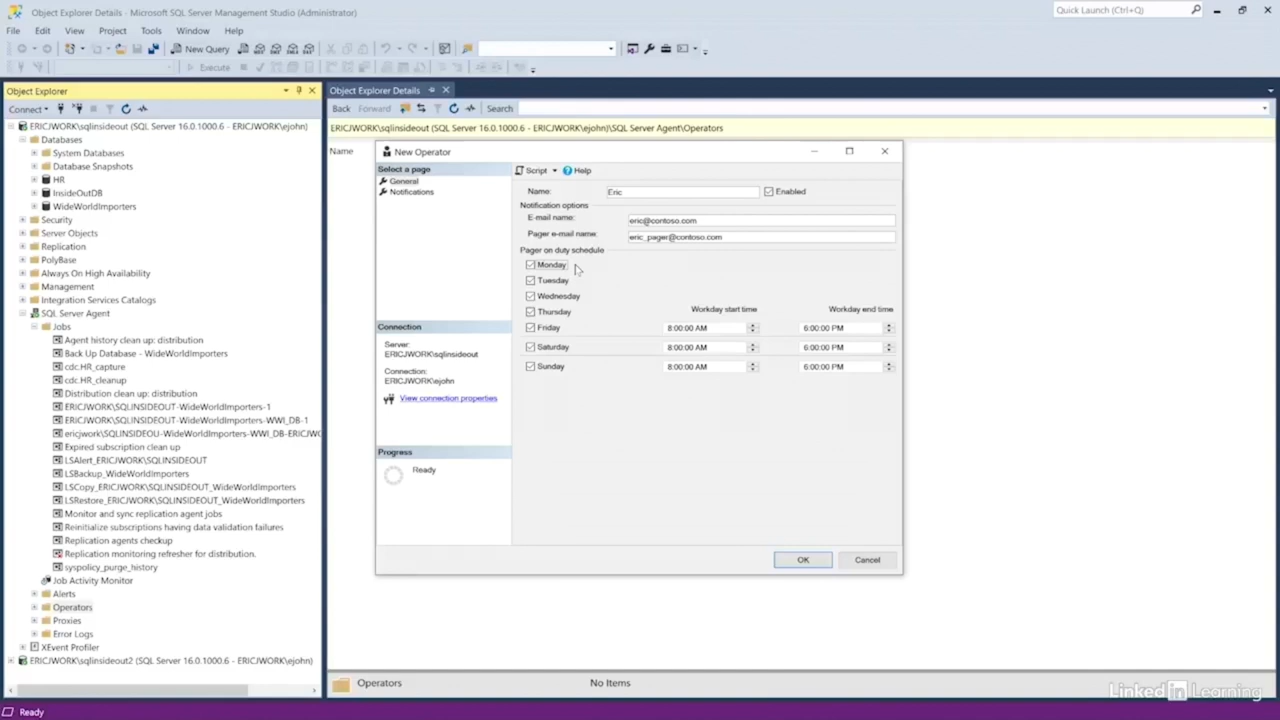 Object Explorer Details - Microsoft SQL Server Management Studio (Administrator)
Quick Launch (Ctrl+Q)
File Edit View Project Tools Window Help
New Query
Execute
Object Explorer
Object Explorer Details
Connect
Back Forward Search
ERICJWORK\sqlinsideout (SQL Server 16.0.1000.6 - ERICJWORK\ejohn)
Databases
System Databases
Database Snapshots
HR
InsideOutDB
WideWorldImporters
Security
Server Objects
Replication
PolyBase
Always On High Availability
Management
Integration Services Catalogs
SQL Server Agent
Jobs
Agent history clean up: distribution
Back Up Database - WideWorldImporters
cdc.HR_capture
cdc.HR_cleanup
Distribution clean up: distribution
ERICJWORK\SQLINSIDEOUT-WideWorldImporters-1
ERICJWORK\SQLINSIDEOUT-WideWorldImporters-WWI_DB-1
ericjwork\SQLINSIDEOU-WideWorldImporters-WWI_DB-ERICJWO
Expired subscription clean up
LSAlert_ERICJWORK\SQLINSIDEOUT
LSBackup_WideWorldImporters
LSCopy_ERICJWORK\SQLINSIDEOUT_WideWorldImporters
LSRestore_ERICJWORK\SQLINSIDEOUT_WideWorldImporters
Monitor and sync replication agent jobs
Reinitialize subscriptions having data validation failures
Replication agents checkup
Replication monitoring refresher for distribution.
syspolicy_purge_history
Job Activity Monitor
Alerts
Operators
Proxies
Error Logs
XEvent Profiler
ERICJWORK\sqlinsideout2 (SQL Server 16.0.1000.6 - ERICJWORK\ejohn)
ERICJWORK\sqlinsideout (SQL Server 16.0.1000.6 - ERICJWORK\ejohn)\SQL Server Agent\Operators
Name
New Operator
Select a page
General
Notifications
Connection
Server:
ERICJWORK\sqlinsideout
Connection:
ERICJWORK\ejohn
View connection properties
Progress
Ready
Script Help
Name: Eric Enabled
Notification options
E-mail name: eric@contoso.com
Pager e-mail name: eric_pager@contoso.com
Pager on duty schedule
Monday
Tuesday
Wednesday
Thursday Workday start time Workday end time
Friday 8:00:00 AM 6:00:00 PM
Saturday 8:00:00 AM 6:00:00 PM
Sunday 8:00:00 AM 6:00:00 PM
OK Cancel
Operators No Items
LinkedIn Learning
Ready